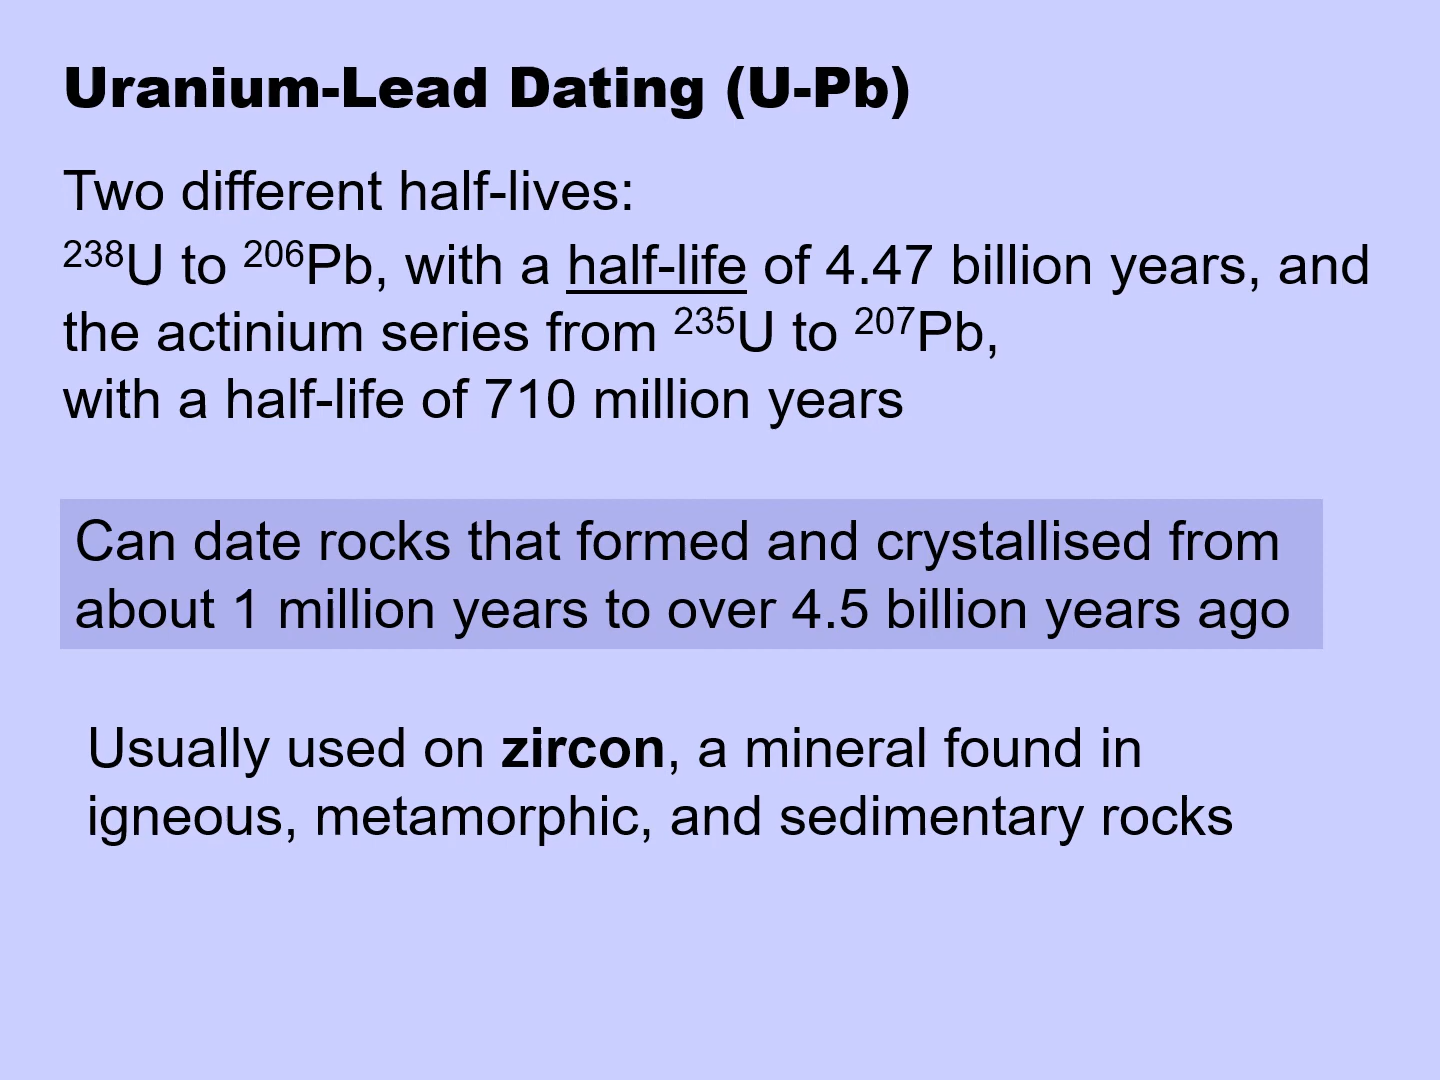 Uranium-Lead Dating (U-Pb)
Two different half-lives:
²³⁸U to ²⁰⁶Pb, with a half-life of 4.47 billion years, and
the actinium series from ²³⁵U to ²⁰⁷Pb,
with a half-life of 710 million years
Can date rocks that formed and crystallised from
about 1 million years to over 4.5 billion years ago
Usually used on zircon, a mineral found in
igneous, metamorphic, and sedimentary rocks